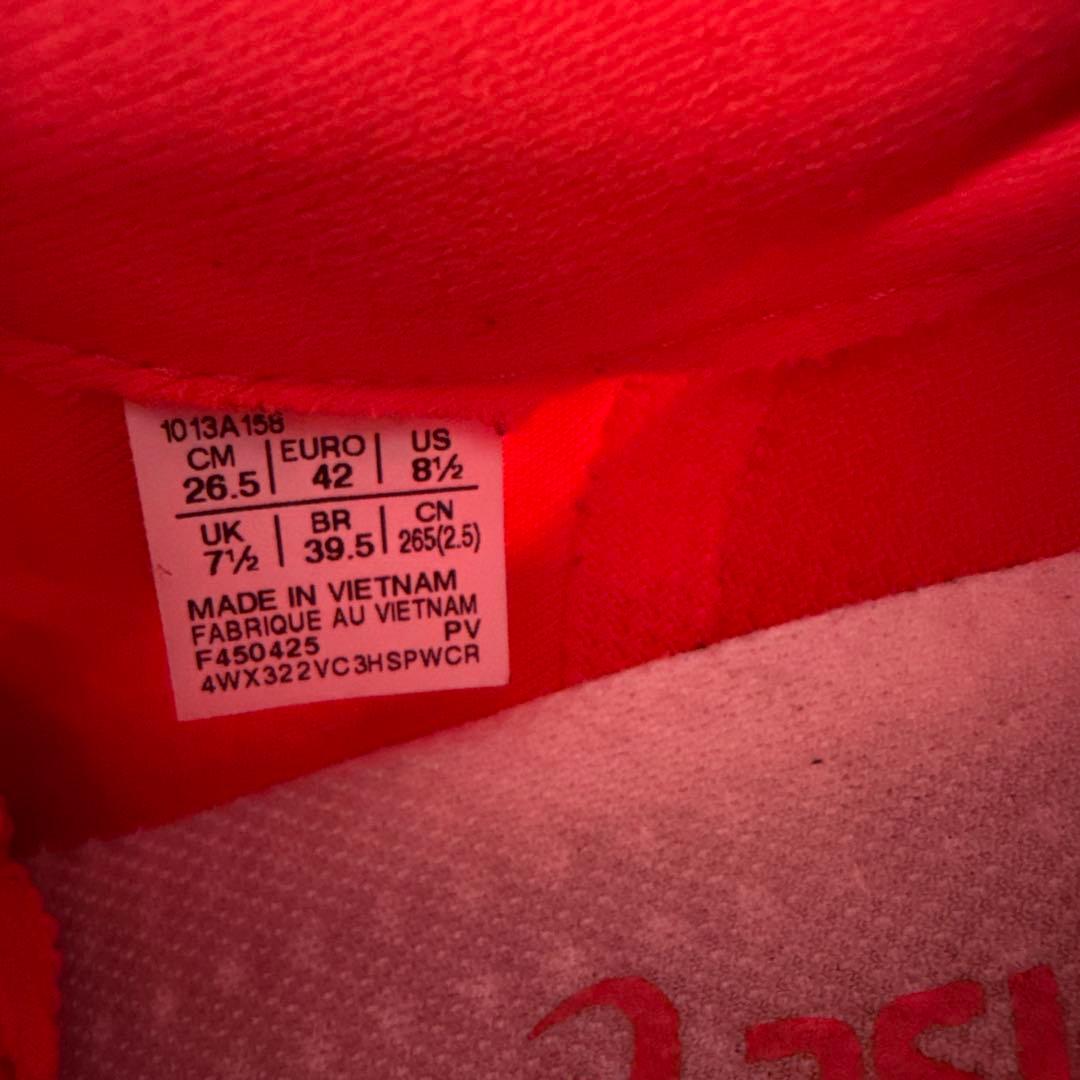 1013A158
CM | EURO | US
26.5 | 42 | 8½
UK | BR | CN
7½ | 39.5 | 265(2.5)
MADE IN VIETNAM
FABRIQUE AU VIETNAM
F450425 PV
4WX322VC3HSPWCR